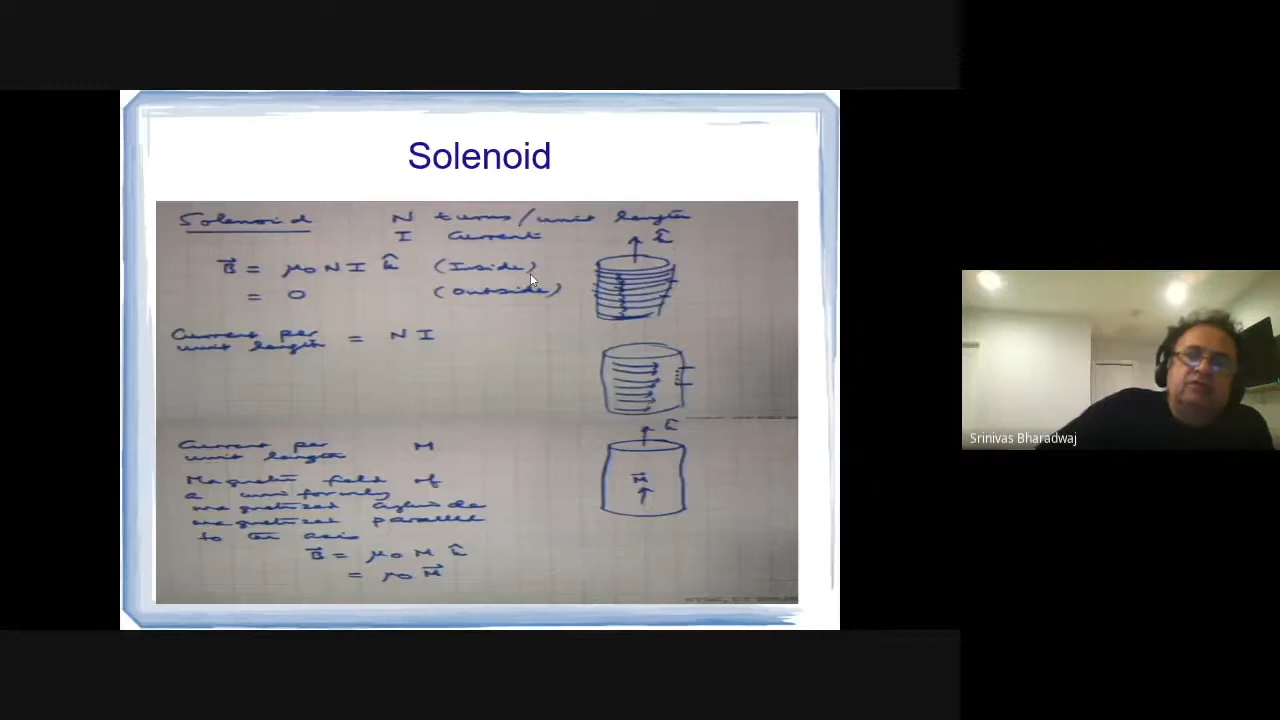 Solenoid
Solenoid N turns/unit length
I Current
B⃗ = μ₀ N I k̂ (Inside)
= 0 (outside)
Current per
unit length = N I
k̂
Current per M
unit length
k̂
Magnetic field of
a uniformly
magnetized cylinder
magnetized parallel
to the axis
M⃗
B⃗ = μ₀ M k̂
= μ₀ M⃗
Srinivas Bharadwaj